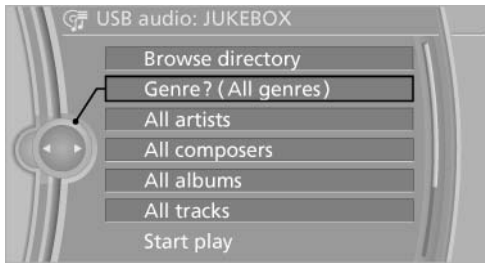 USB audio: JUKEBOX
Browse directory
Genre? (All genres)
All artists
All composers
All albums
All tracks
Start play